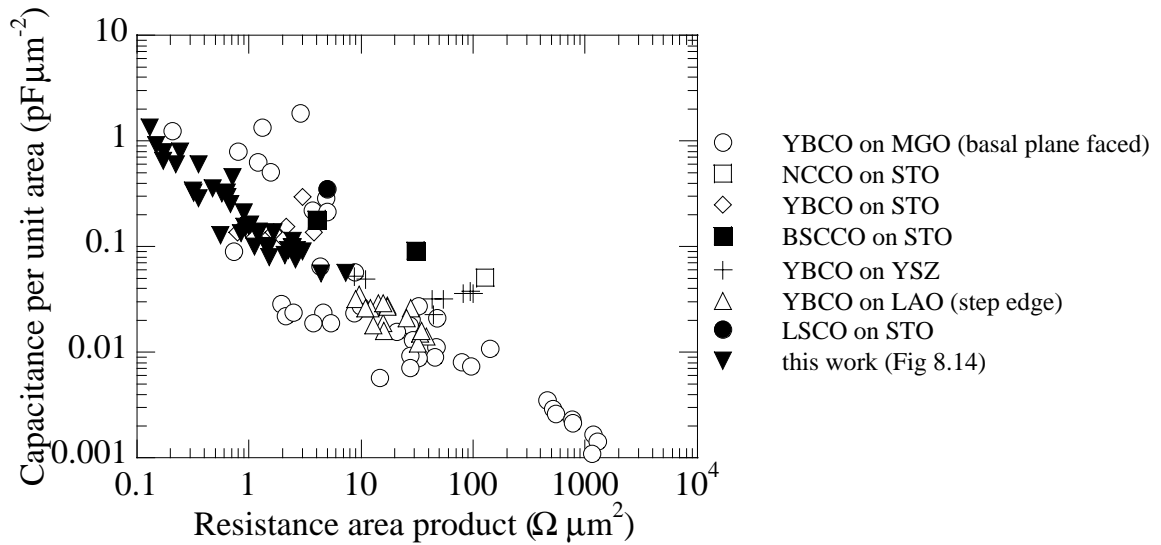 Capacitance per unit area (pFμm⁻²)
10
1
0.1
0.01
0.001
0.1
1
10
100
1000
10⁴
Resistance area product (Ω μm²)
YBCO on MGO (basal plane faced)
NCCO on STO
YBCO on STO
BSCCO on STO
YBCO on YSZ
YBCO on LAO (step edge)
LSCO on STO
this work (Fig 8.14)